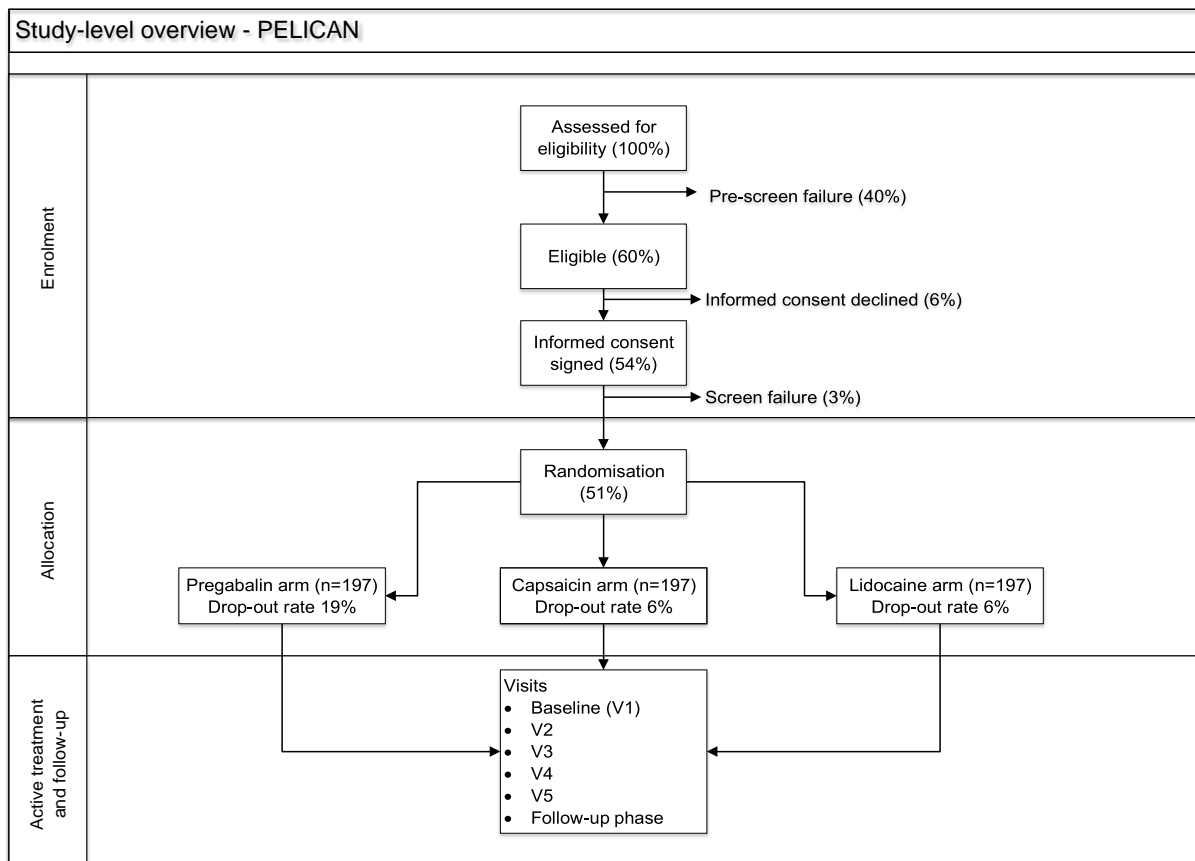 Study-level overview - PELICAN
Enrolment
Assessed for
eligibility (100%)
Pre-screen failure (40%)
Eligible (60%)
Informed consent declined (6%)
Informed consent
signed (54%)
Screen failure (3%)
Allocation
Randomisation
(51%)
Pregabalin arm (n=197)
Drop-out rate 19%
Capsaicin arm (n=197)
Drop-out rate 6%
Lidocaine arm (n=197)
Drop-out rate 6%
Active treatment
and follow-up
Visits
• Baseline (V1)
• V2
• V3
• V4
• V5
• Follow-up phase